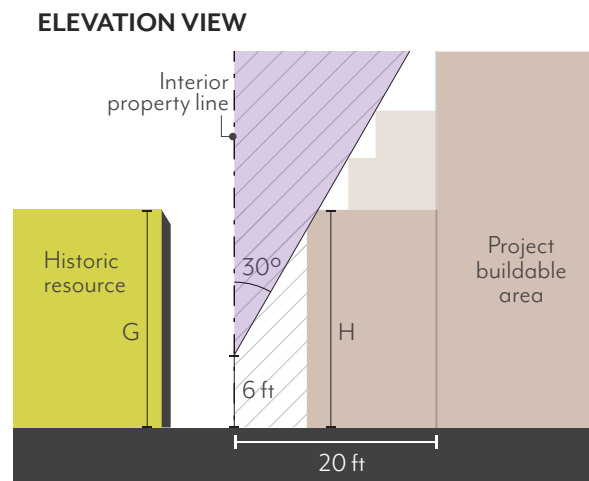 ELEVATION VIEW
Interior
property line
30°
Historic
resource
Project
buildable
area
G
H
6 ft
20 ft